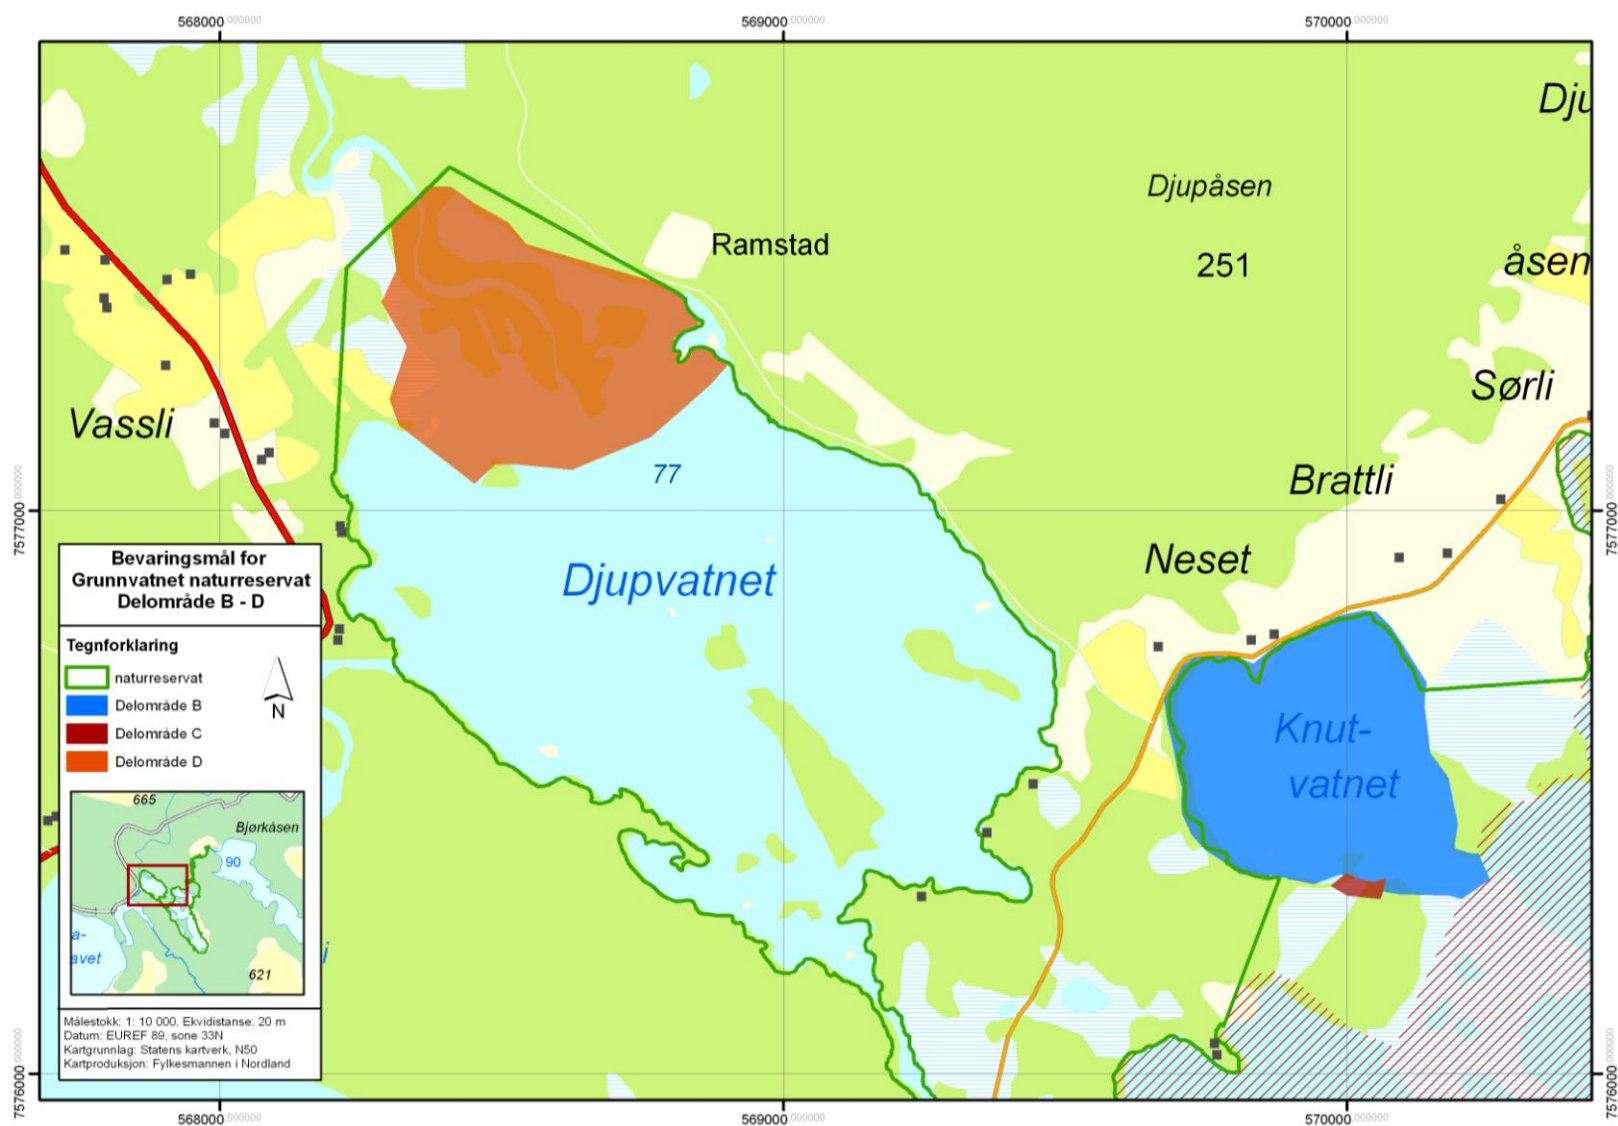 568000.000000
569000.000000
570000.000000
Dju
Djupåsen
Ramstad
251
åsen
Sørli
Vassli
77
Brattli
7577000.000000
7577000.000000
Neset
Djupvatnet
Bevaringsmål for
Grunnvatnet naturreservat
Delområde B - D
Tegnforklaring
naturreservat
Delområde B
Delområde C
Delområde D
N
Knut-
vatnet
665
Bjørkåsen
90
a-
avet
621
i
Målestokk: 1: 10 000, Ekvidistanse: 20 m
Datum: EUREF 89, sone 33N
Kartgrunnlag: Statens kartverk, N50
Kartproduksjon: Fylkesmannen i Nordland
7576000.000000
7576000.000000
568000.000000
569000.000000
570000.000000